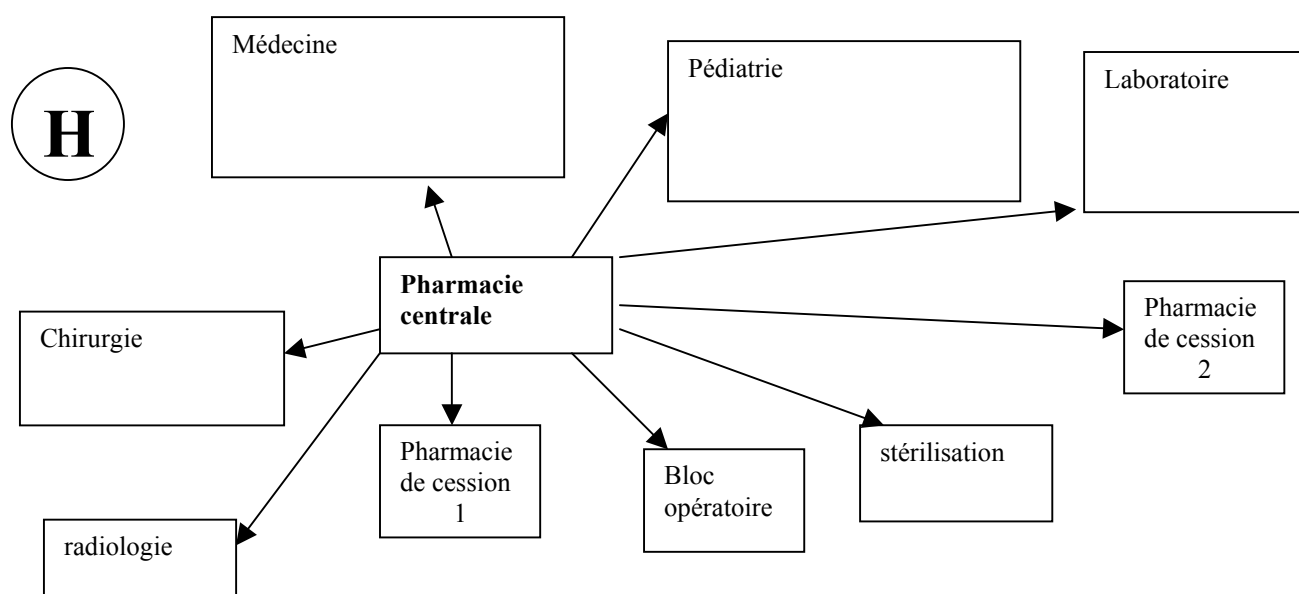 Médecine
Pédiatrie
Laboratoire
H
Pharmacie
centrale
Pharmacie
de cession
2
Chirurgie
Pharmacie
de cession
1
Bloc
opératoire
stérilisation
radiologie